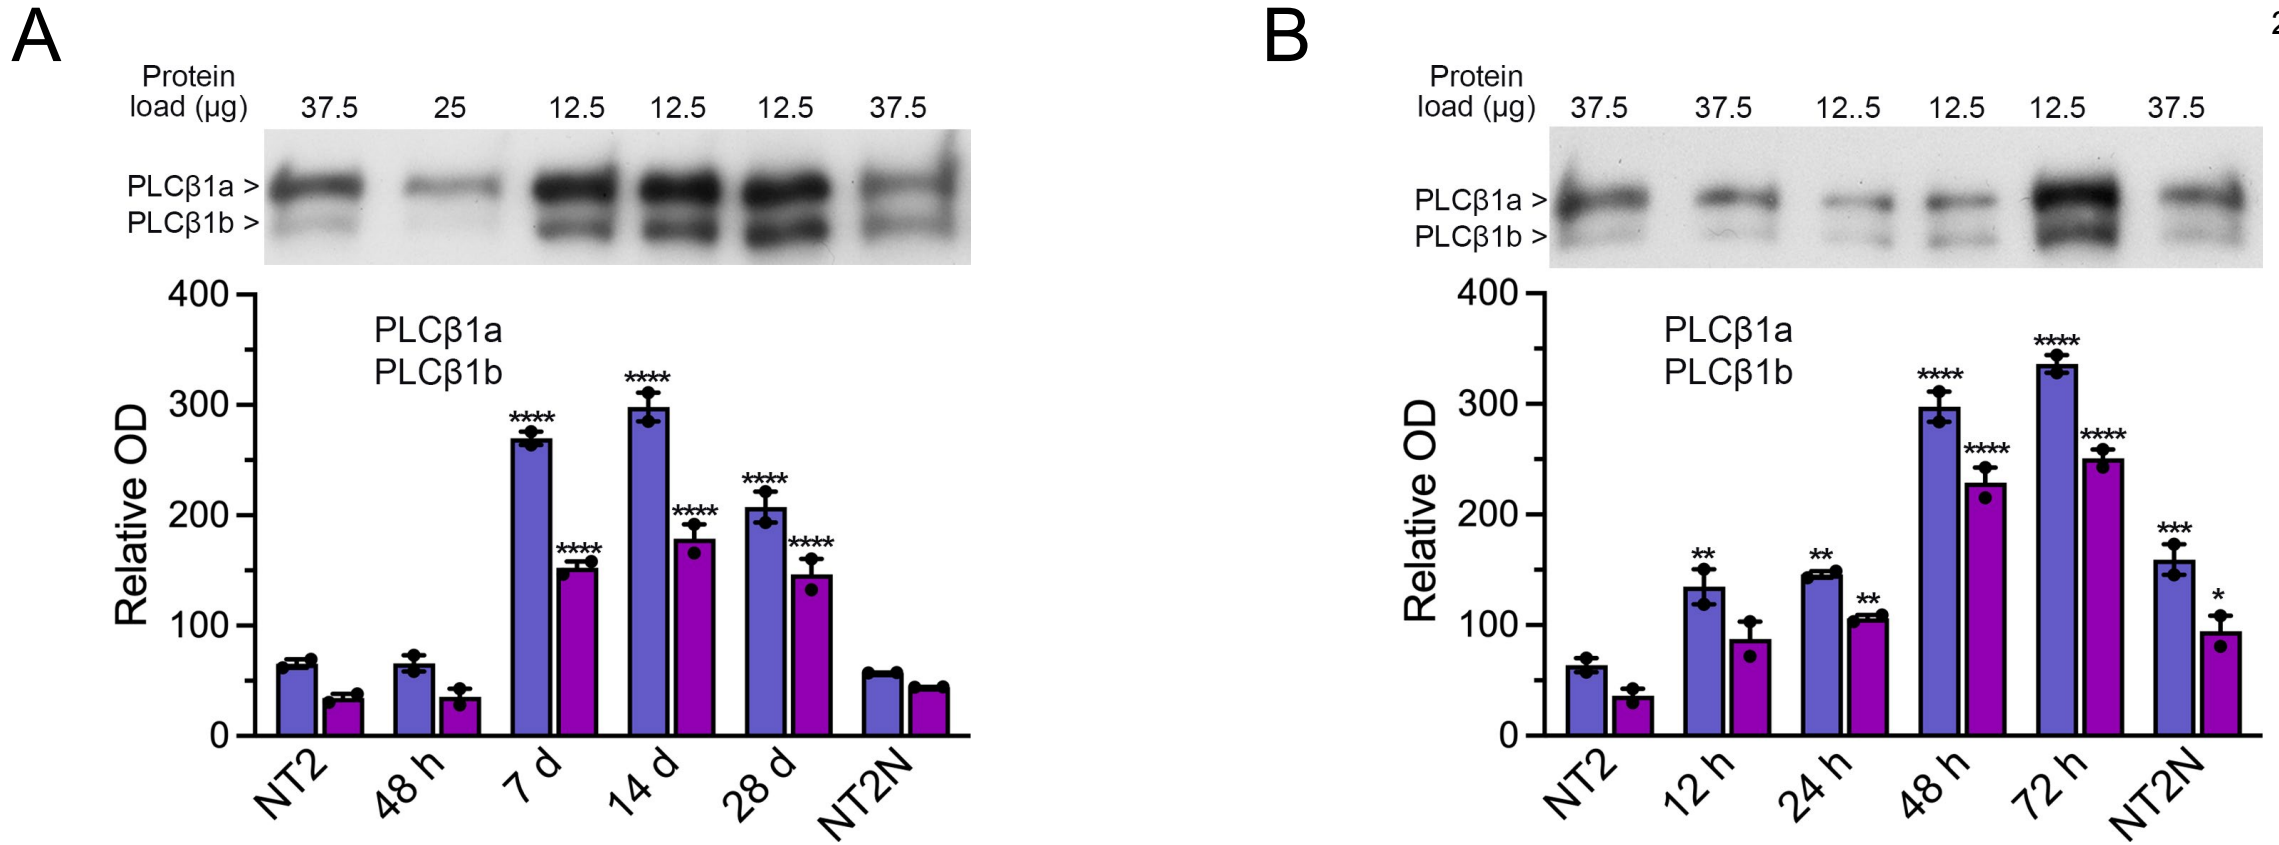 A
Protein
load (μg)
37.5 25 12.5 12.5 12.5 37.5
PLCβ1a >
PLCβ1b >
400
300
200
100
0
Relative OD
PLCβ1a
PLCβ1b
****
****
****
****
****
****
NT2 48 h 7 d 14 d 28 d NT2N
B
2
Protein
load (μg)
37.5 37.5 12..5 12.5 12.5 37.5
PLCβ1a >
PLCβ1b >
400
300
200
100
0
Relative OD
PLCβ1a
PLCβ1b
**
**
**
****
****
****
****
***
*
NT2 12 h 24 h 48 h 72 h NT2N